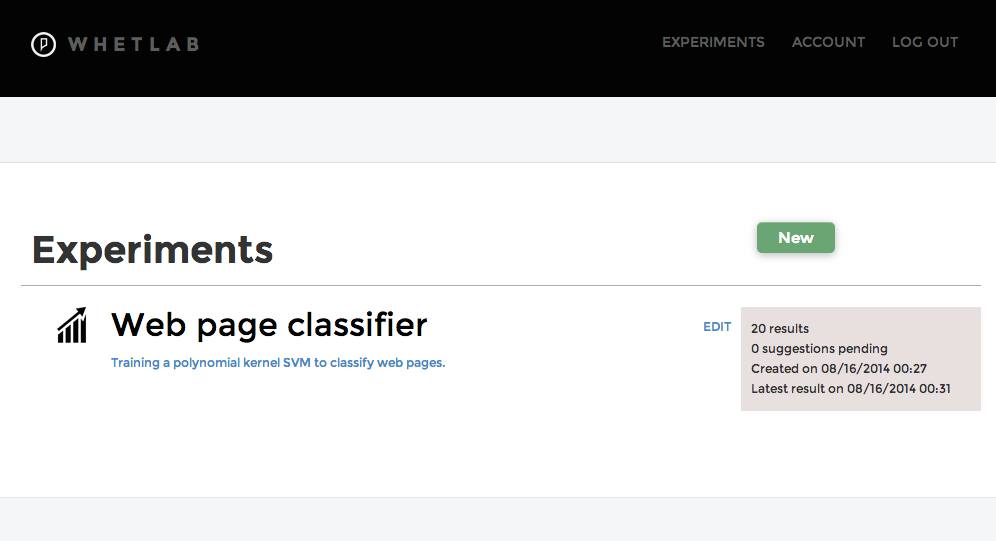 WHETLAB
EXPERIMENTS ACCOUNT LOG OUT
Experiments
New
Web page classifier
Training a polynomial kernel SVM to classify web pages.
EDIT
20 results
0 suggestions pending
Created on 08/16/2014 00:27
Latest result on 08/16/2014 00:31